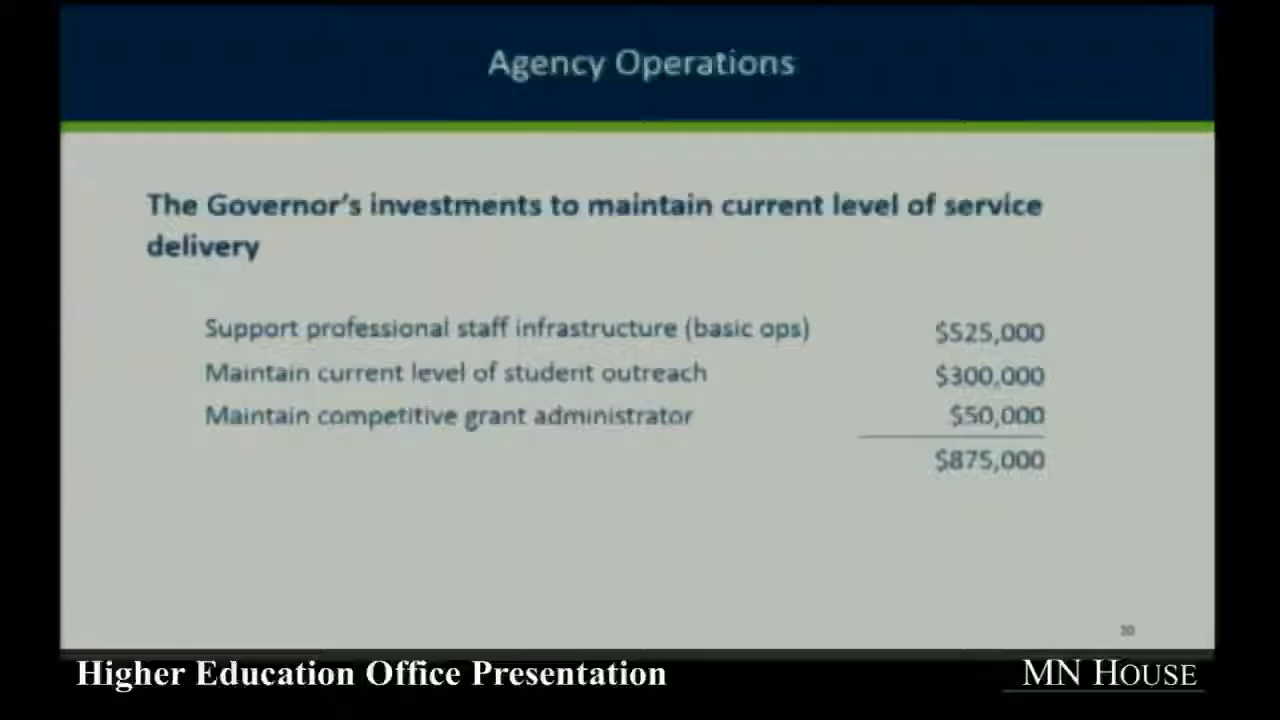 Agency Operations
The Governor's investments to maintain current level of service
delivery
Support professional staff infrastructure (basic ops) $525,000
Maintain current level of student outreach $300,000
Maintain competitive grant administrator $50,000
$875,000
Higher Education Office Presentation
MN HOUSE